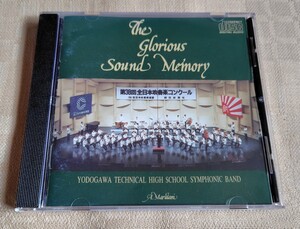 The
Glorious
Sound Memory
第38回全日本吹奏楽コンクール
YODOGAWA TECHNICAL HIGH SCHOOL SYMPHONIC BAND